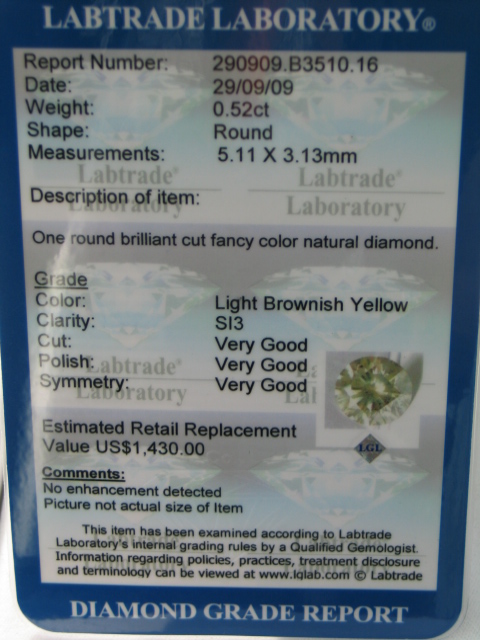 LABTRADE LABORATORY®
Report Number: 290909.B3510.16
Date: 29/09/09
Weight: 0.52ct
Shape: Round
Measurements: 5.11 X 3.13mm
Labtrade® Labtrade®
Description of item:
Laboratory Laboratory
One round brilliant cut fancy color natural diamond.
Grade
Color: Light Brownish Yellow
Clarity: SI3
Cut: Very Good
Polish: Very Good
Labtrade®
Symmetry: Very Good
Laboratory
Estimated Retail Replacement
Value US$1,430.00
LGL
Comments:
No enhancement detected
Picture not actual size of Item
This item has been examined according to Labtrade
Laboratory's internal grading rules by a Qualified Gemologist.
Information regarding policies, practices, treatment disclosure
and terminology can be viewed at www.lqlab.com © Labtrade
DIAMOND GRADE REPORT